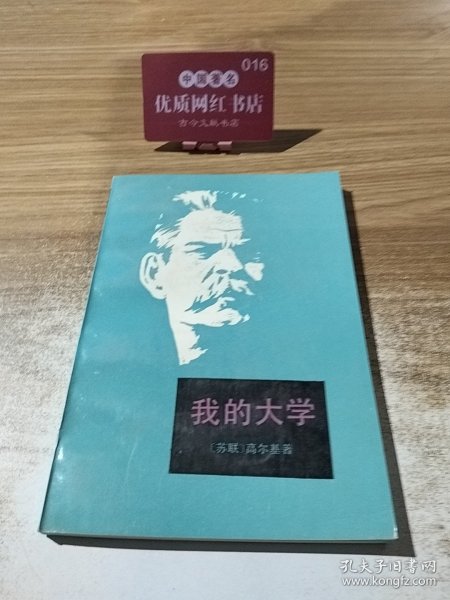 016
中国著名
优质网红书店
古今文献书店
我的大学
〔苏联〕高尔基著
孔夫子旧书网
www.kongfz.com